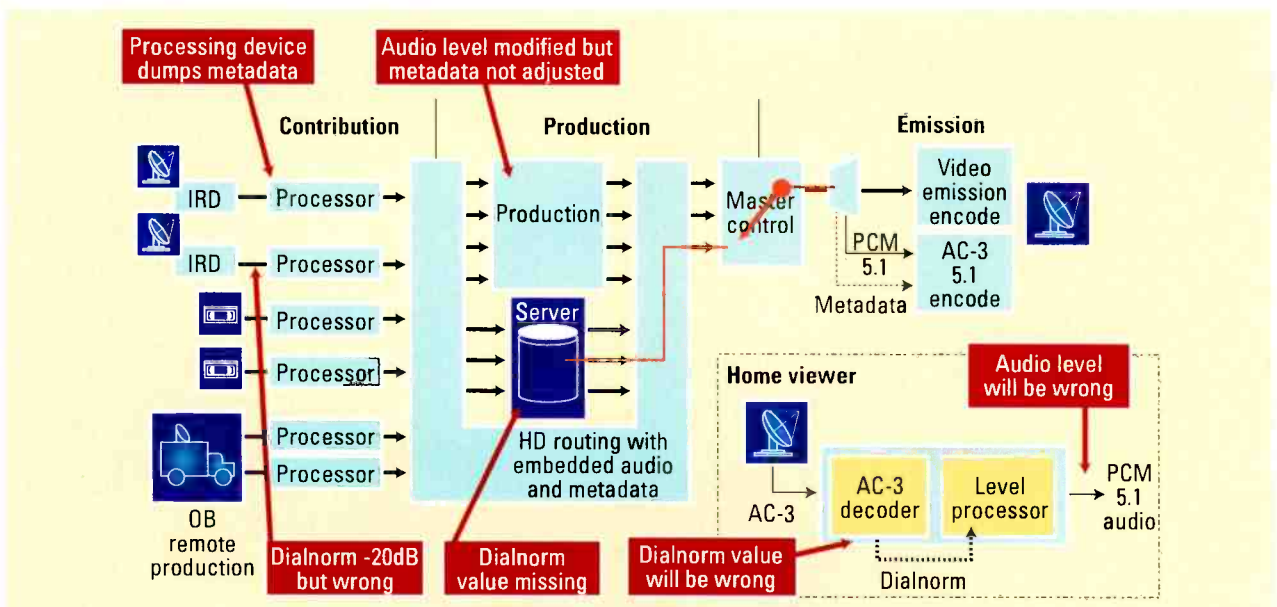 Processing device
dumps metadata
Audio level modified but
metadata not adjusted
Contribution
Production
Emission
IRD
Processor
IRD
Processor
Processor
Processor
Processor
Processor
OB
remote
production
Production
Server
HD routing with
embedded audio
and metadata
Master
control
PCM
5.1
Metadata
Video
emission
encode
AC-3
5.1
encode
Dialnorm -20dB
but wrong
Dialnorm
value missing
Dialnorm value
will be wrong
Home viewer
Audio level
will be wrong
AC-3
AC-3
decoder
Level
processor
PCM
5.1
audio
Dialnorm